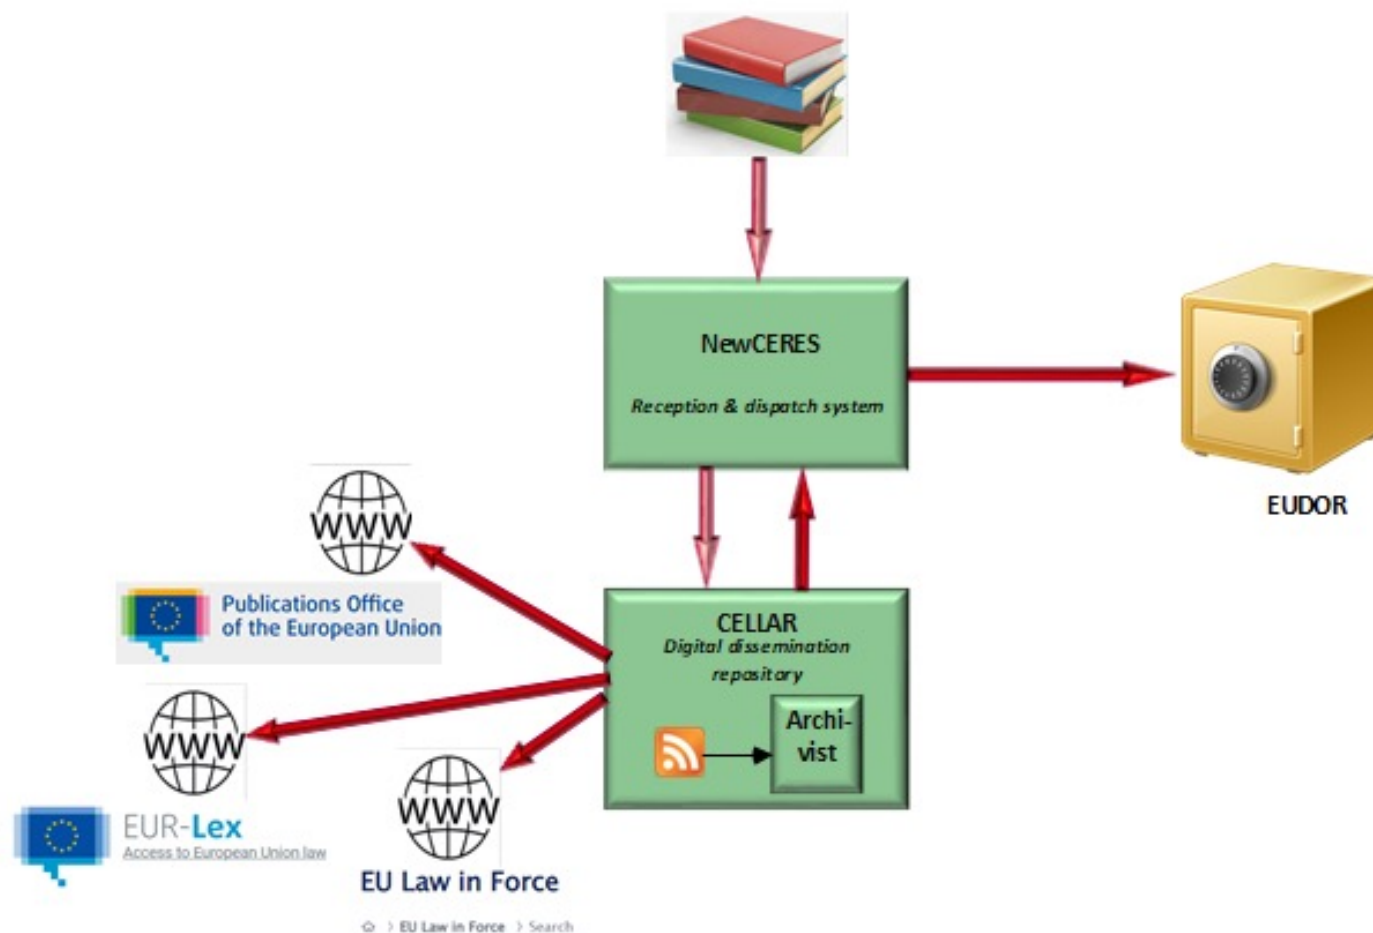 NewCERES
Reception & dispatch system
EUDOR
WWW
Publications Office
of the European Union
CELLAR
Digital dissemination
repository
Archi-
vist
WWW
EUR-Lex
Access to European Union law
WWW
EU Law in Force
> EU Law in Force > Search